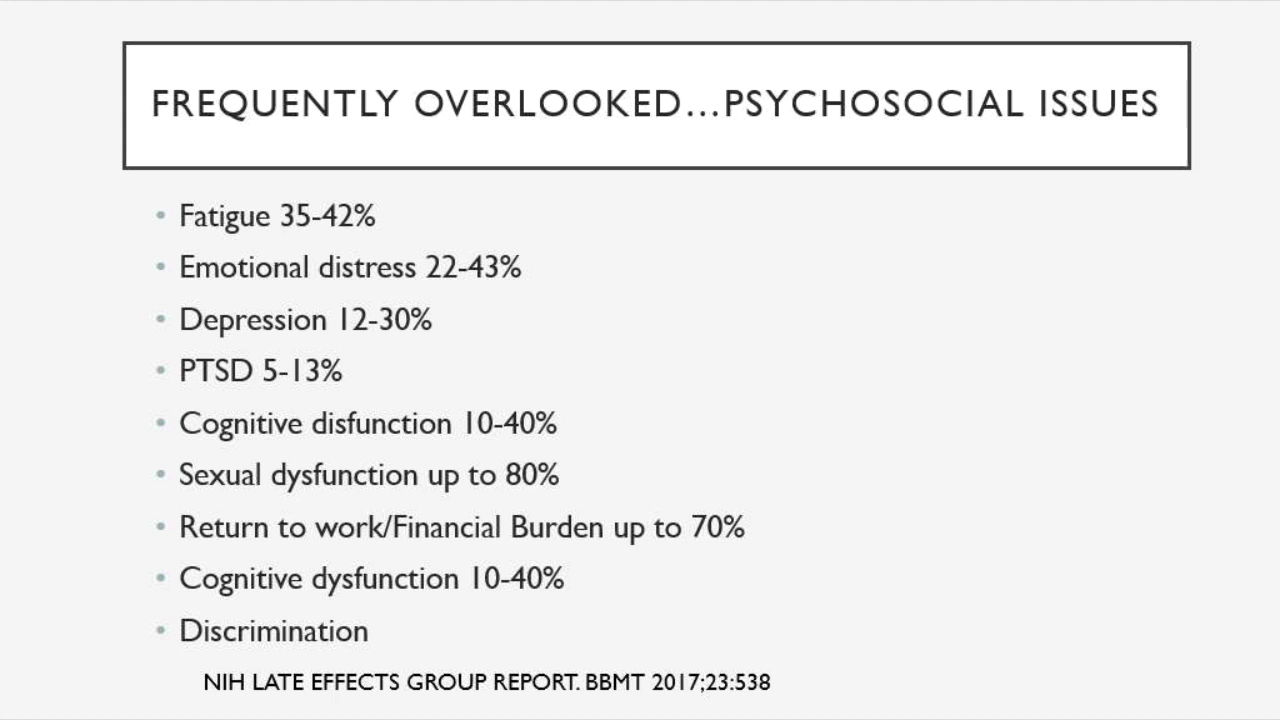 FREQUENTLY OVERLOOKED...PSYCHOSOCIAL ISSUES
• Fatigue 35-42%
• Emotional distress 22-43%
• Depression 12-30%
• PTSD 5-13%
• Cognitive disfunction 10-40%
• Sexual dysfunction up to 80%
• Return to work/Financial Burden up to 70%
• Cognitive dysfunction 10-40%
• Discrimination
NIH LATE EFFECTS GROUP REPORT. BBMT 2017;23:538